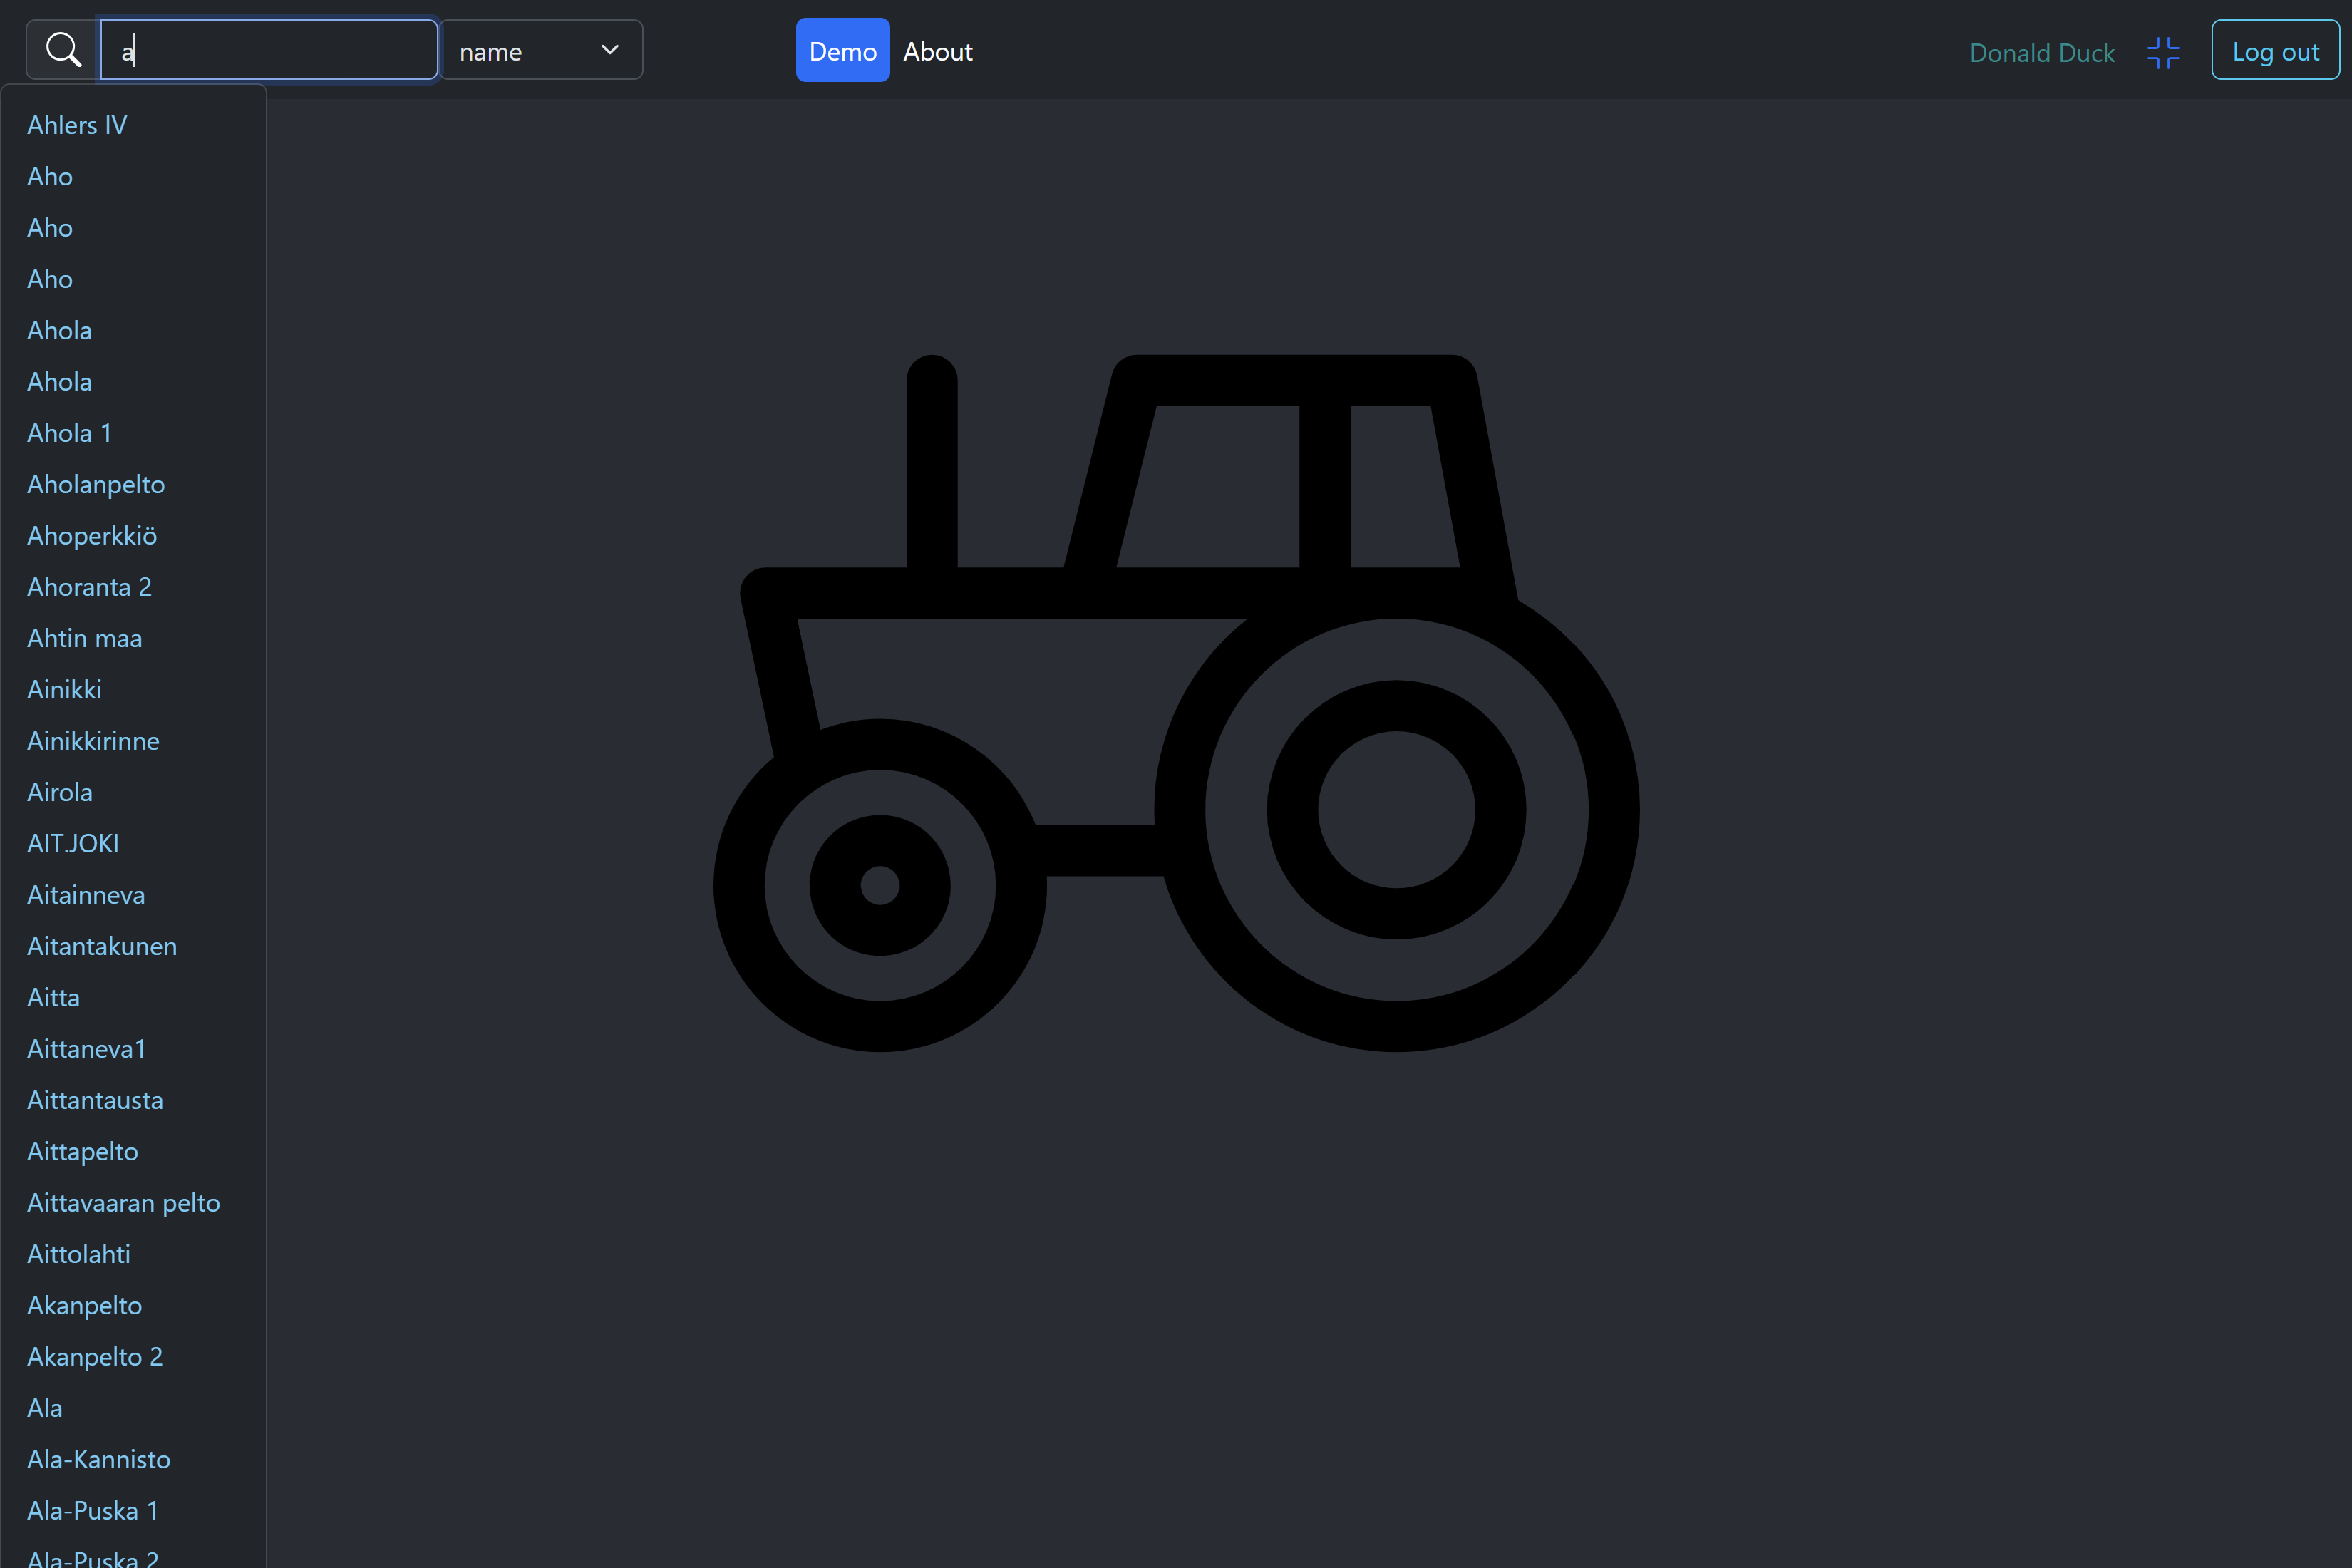 a name Demo About Donald Duck Log out
Ahlers IV
Aho
Aho
Aho
Ahola
Ahola
Ahola 1
Aholanpelto
Ahoperkkiö
Ahoranta 2
Ahtin maa
Ainikki
Ainikkirinne
Airola
AIT.JOKI
Aitainneva
Aitantakunen
Aitta
Aittaneva1
Aittantausta
Aittapelto
Aittavaaran pelto
Aittolahti
Akanpelto
Akanpelto 2
Ala
Ala-Kannisto
Ala-Puska 1
Ala-Puska 2